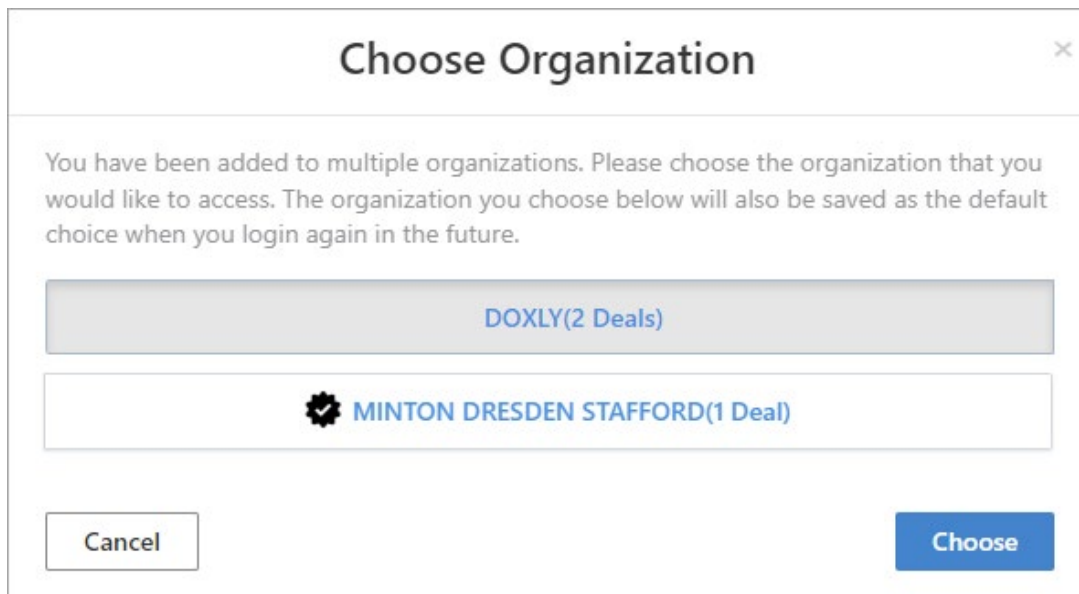 Choose Organization
×
You have been added to multiple organizations. Please choose the organization that you
would like to access. The organization you choose below will also be saved as the default
choice when you login again in the future.
DOXLY(2 Deals)
MINTON DRESDEN STAFFORD(1 Deal)
Cancel
Choose